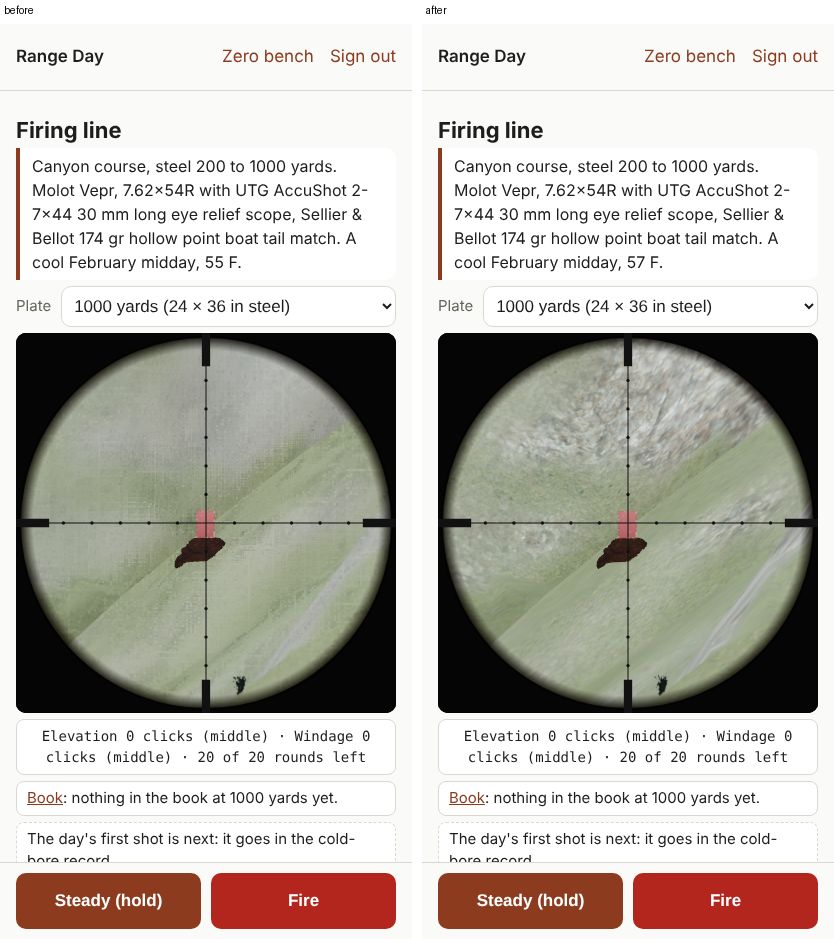 before
Range Day
Zero bench
Sign out
Firing line
Canyon course, steel 200 to 1000 yards.
Molot Vepr, 7.62×54R with UTG AccuShot 2-
7×44 30 mm long eye relief scope, Sellier &
Bellot 174 gr hollow point boat tail match. A
cool February midday, 55 F.
Plate
1000 yards (24 × 36 in steel)
Elevation 0 clicks (middle) · Windage 0
clicks (middle) · 20 of 20 rounds left
Book: nothing in the book at 1000 yards yet.
The day's first shot is next: it goes in the cold-
bore record
Steady (hold)
Fire
after
Range Day
Zero bench
Sign out
Firing line
Canyon course, steel 200 to 1000 yards.
Molot Vepr, 7.62×54R with UTG AccuShot 2-
7×44 30 mm long eye relief scope, Sellier &
Bellot 174 gr hollow point boat tail match. A
cool February midday, 57 F.
Plate
1000 yards (24 × 36 in steel)
Elevation 0 clicks (middle) · Windage 0
clicks (middle) · 20 of 20 rounds left
Book: nothing in the book at 1000 yards yet.
The day's first shot is next: it goes in the cold-
bore record
Steady (hold)
Fire